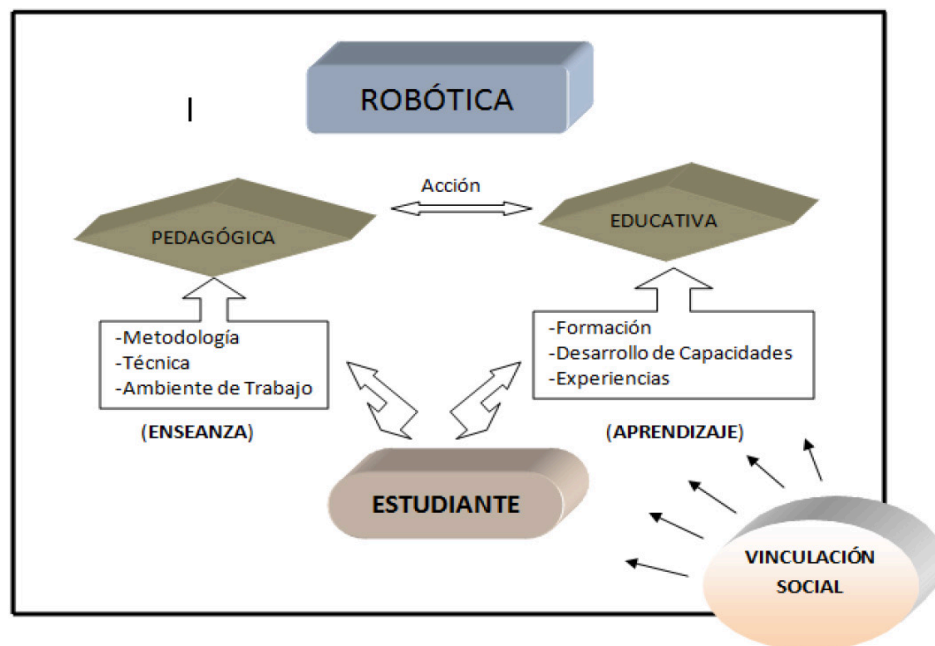 ROBÓTICA
Acción
PEDAGÓGICA
EDUCATIVA
-Metodología
-Técnica
-Ambiente de Trabajo
-Formación
-Desarrollo de Capacidades
-Experiencias
(ENSEANZA)
(APRENDIZAJE)
ESTUDIANTE
VINCULACIÓN
SOCIAL